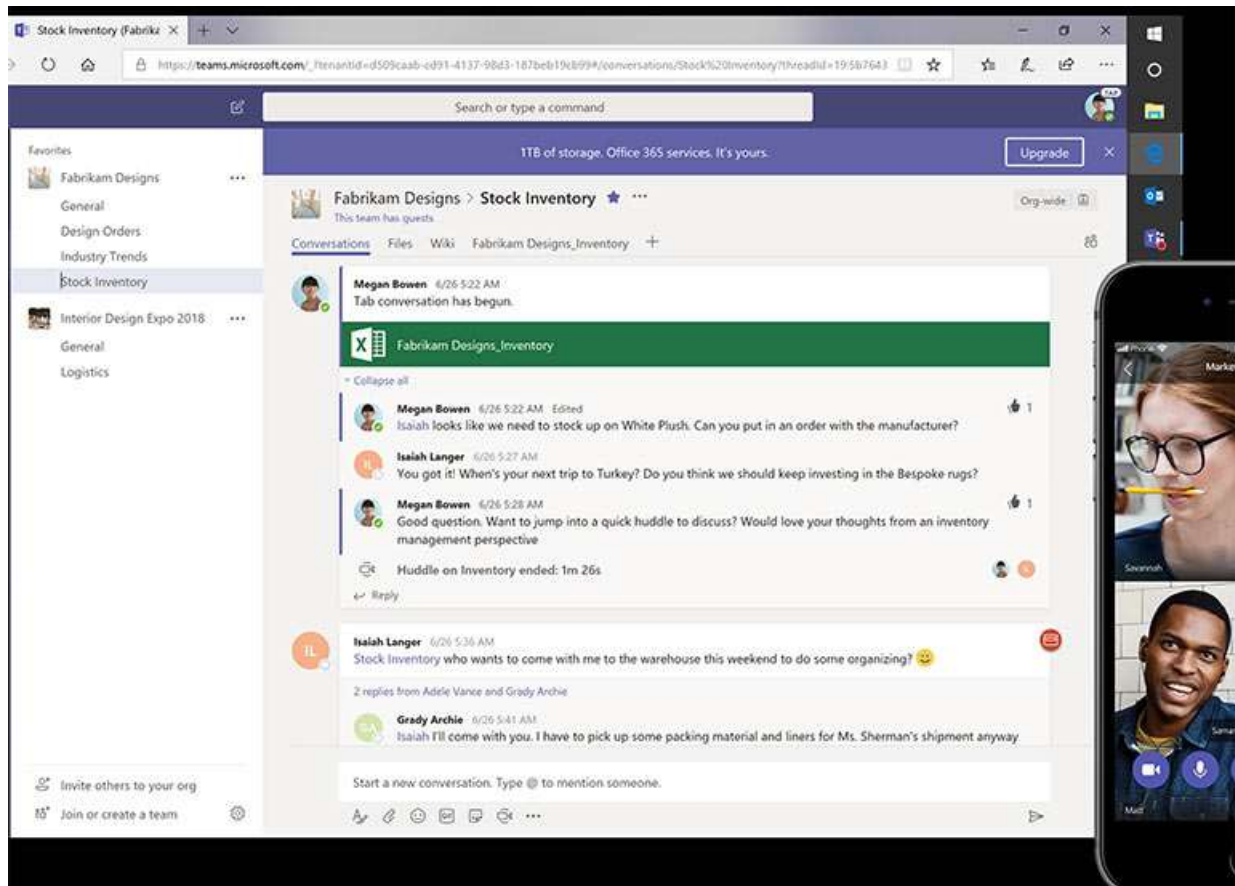 Stock Inventory (Fabrika
https://teams.microsoft.com/_?tenantid=d509caab-cd91-4137-98d3-187beb19cb99#/conversations/Stock%20Inventory?threadId=19:5b7643
Search or type a command
Favorites
1TB of storage. Office 365 services. It's yours.
Upgrade
Fabrikam Designs
General
Design Orders
Industry Trends
Stock Inventory
Interior Design Expo 2018
General
Logistics
Fabrikam Designs > Stock Inventory
This team has guests
Org-wide
Conversations Files Wiki Fabrikam Designs_Inventory
Megan Bowen 6/26 5:22 AM
Tab conversation has begun.
Fabrikam Designs_Inventory
Collapse all
Megan Bowen 6/26 5:22 AM Edited
1
Isaiah looks like we need to stock up on White Plush. Can you put in an order with the manufacturer?
IL
Isaiah Langer 6/26 5:27 AM
You got it! When's your next trip to Turkey? Do you think we should keep investing in the Bespoke rugs?
Megan Bowen 6/26 5:28 AM
1
Good question. Want to jump into a quick huddle to discuss? Would love your thoughts from an inventory
management perspective
Huddle on Inventory ended: 1m 26s
Reply
IL
Isaiah Langer 6/26 5:36 AM
Stock Inventory who wants to come with me to the warehouse this weekend to do some organizing?
2 replies from Adele Vance and Grady Archie
GA
Grady Archie 6/26 5:41 AM
Isaiah I'll come with you. I have to pick up some packing material and liners for Ms. Sherman's shipment anyway
Start a new conversation. Type @ to mention someone.
Invite others to your org
Join or create a team
Phone
Marke
Savannah
Saman
Matt